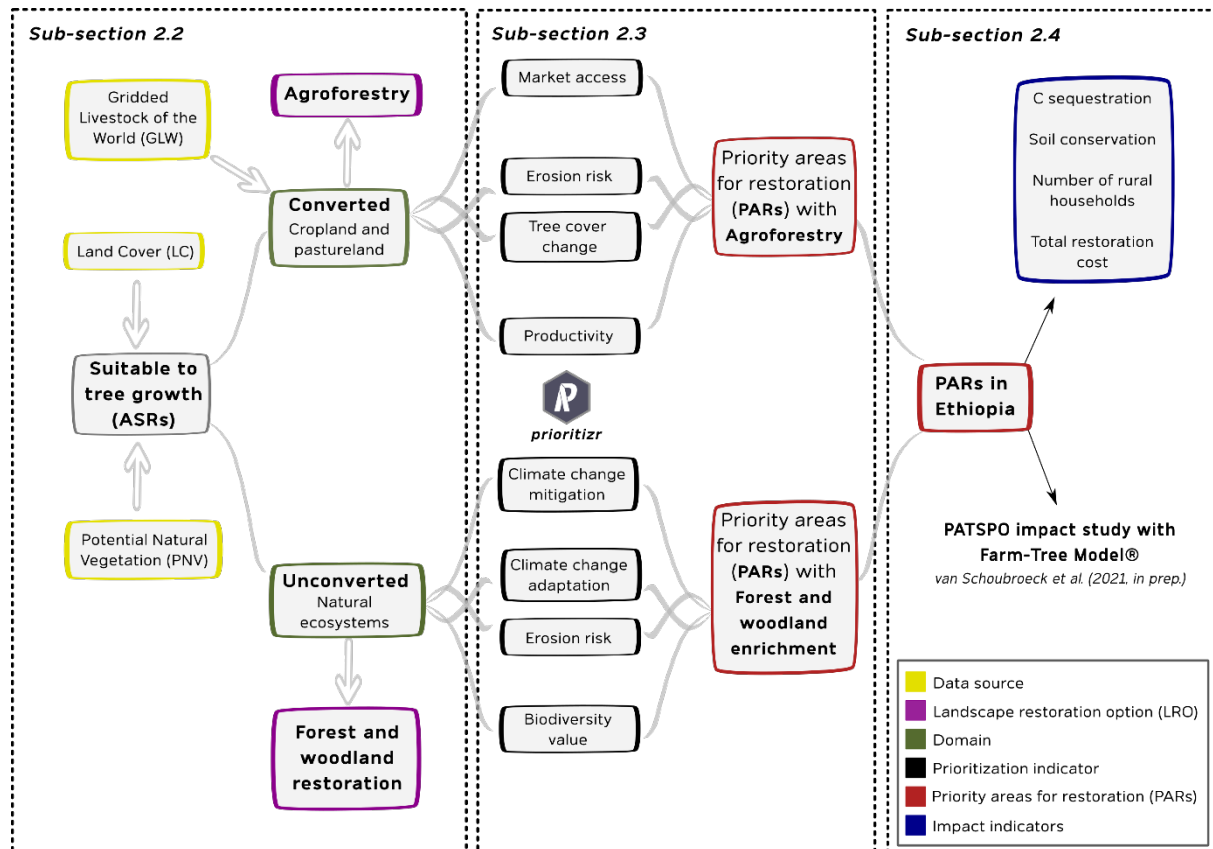 Sub-section 2.2
Gridded
Livestock of the
World (GLW)
Agroforestry
Converted
Cropland and
pastureland
Land Cover (LC)
Suitable to
tree growth
(ASRs)
Potential Natural
Vegetation (PNV)
Unconverted
Natural
ecosystems
Forest and
woodland
restoration
Sub-section 2.3
Market access
Erosion risk
Tree cover
change
Productivity
prioritizr
Climate change
mitigation
Climate change
adaptation
Erosion risk
Biodiversity
value
Priority areas
for restoration
(PARs) with
Agroforestry
Priority areas
for restoration
(PARs) with
Forest and
woodland
enrichment
Sub-section 2.4
C sequestration
Soil conservation
Number of rural
households
Total restoration
cost
PARs in
Ethiopia
PATSPO impact study with
Farm-Tree Model®
van Schoubroeck et al. (2021, in prep.)
Data source
Landscape restoration option (LRO)
Domain
Prioritization indicator
Priority areas for restoration (PARs)
Impact indicators